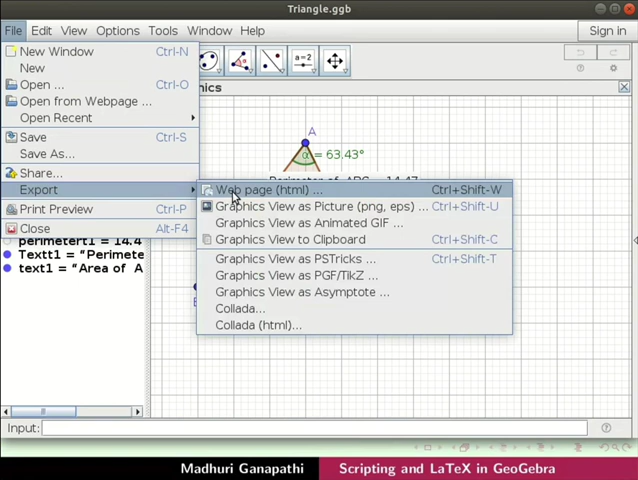 Triangle.ggb
File Edit View Options Tools Window Help
Sign in
New Window Ctrl-N
New
Open ... Ctrl-O
Open from Webpage ...
Open Recent
Save Ctrl-S
Save As...
Share...
Export
Print Preview Ctrl-P
Close Alt-F4
a=2
A
α = 63.43°
Web page (html) ... Ctrl+Shift-W
Graphics View as Picture (png, eps) ... Ctrl+Shift-U
Graphics View as Animated GIF ...
Graphics View to Clipboard Ctrl+Shift-C
Graphics View as PSTricks ... Ctrl+Shift-T
Graphics View as PGF/TikZ ...
Graphics View as Asymptote ...
Collada...
Collada (html)...
perimetert1 = 14.4
Textt1 = "Perimete
text1 = "Area of A
Input:
Madhuri Ganapathi Scripting and LaTeX in GeoGebra